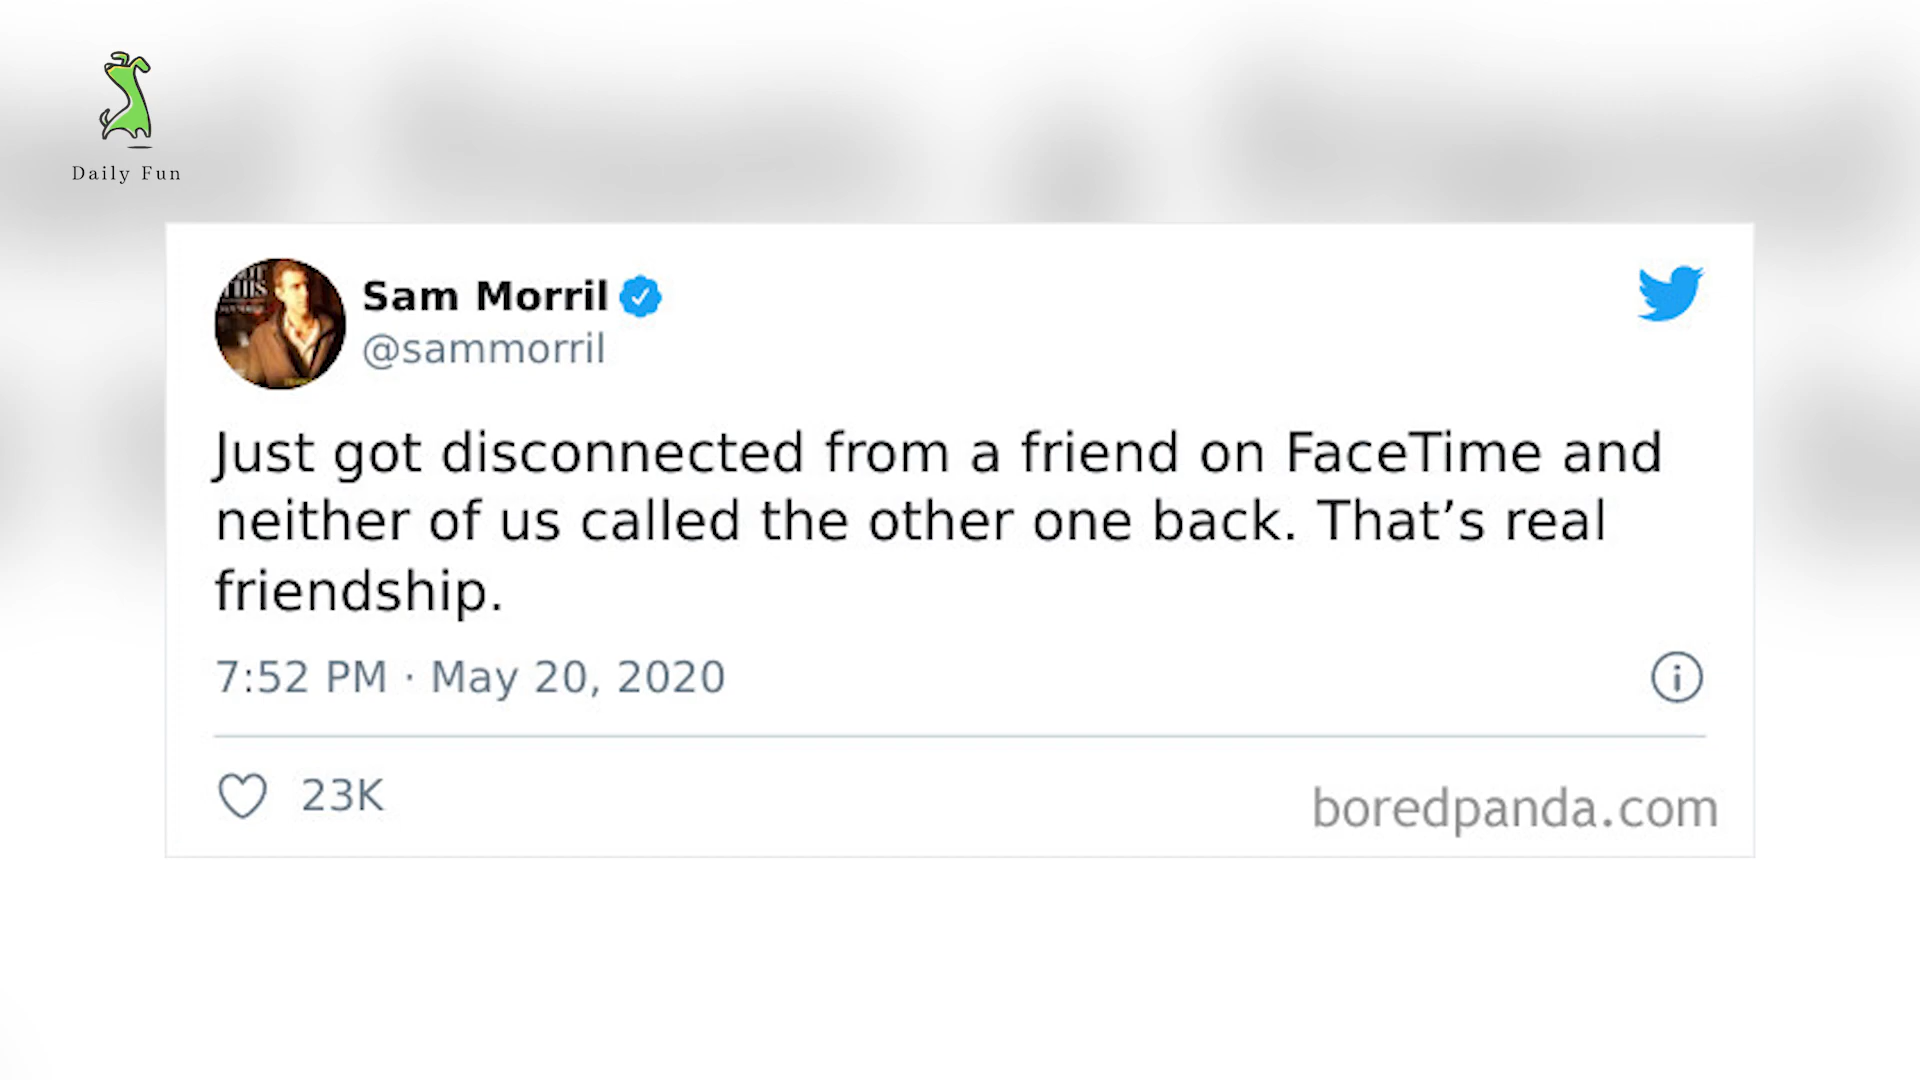 Daily Fun
Sam Morril
@sammorril
Just got disconnected from a friend on FaceTime and
neither of us called the other one back. That’s real
friendship.
7:52 PM · May 20, 2020
23K
boredpanda.com